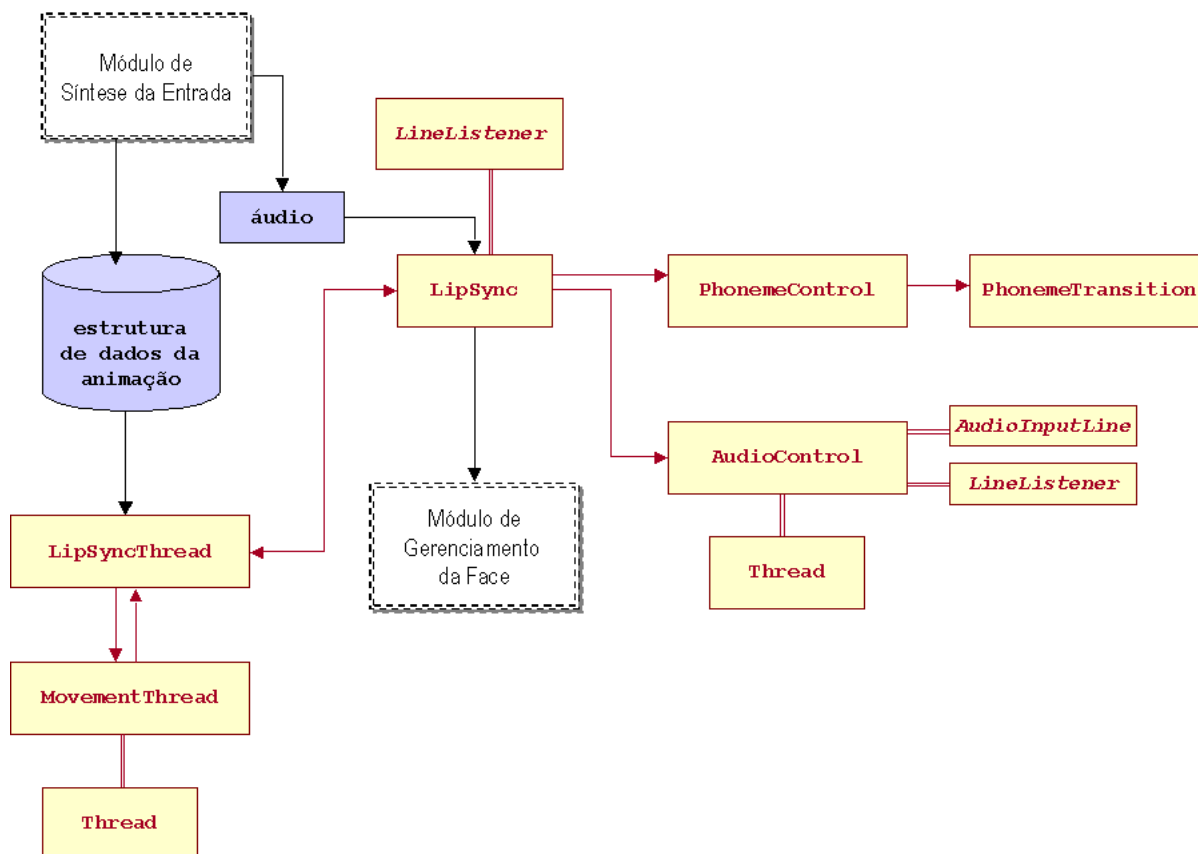 Módulo de
Síntese da Entrada
LineListener
áudio
LipSync
PhonemeControl
PhonemeTransition
estrutura
de dados da
animação
AudioInputLine
AudioControl
LineListener
Módulo de
Gerenciamento
da Face
LipSyncThread
Thread
MovementThread
Thread